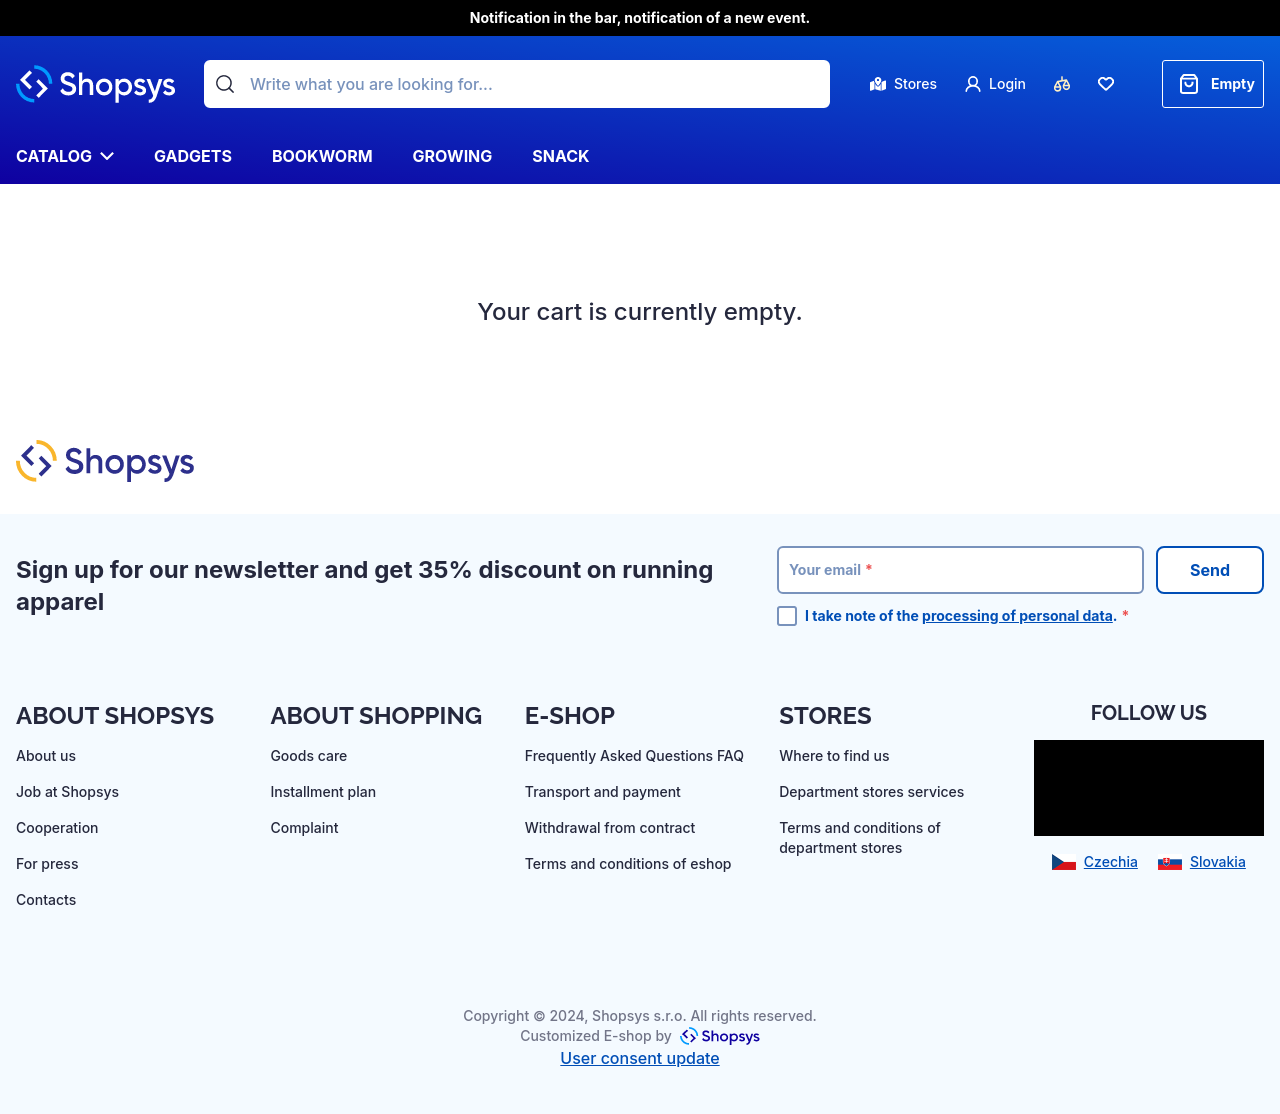 Notification in the bar, notification of a new event.
Shopsys
Write what you are looking for...
Stores
Login
Empty
CATALOG
GADGETS
BOOKWORM
GROWING
SNACK
Your cart is currently empty.
Shopsys
Sign up for our newsletter and get 35% discount on running
apparel
Your email *
Send
I take note of the processing of personal data. *
ABOUT SHOPSYS
About us
Job at Shopsys
Cooperation
For press
Contacts
ABOUT SHOPPING
Goods care
Installment plan
Complaint
E-SHOP
Frequently Asked Questions FAQ
Transport and payment
Withdrawal from contract
Terms and conditions of eshop
STORES
Where to find us
Department stores services
Terms and conditions of
department stores
FOLLOW US
Czechia
Slovakia
Copyright © 2024, Shopsys s.r.o. All rights reserved.
Customized E-shop by Shopsys
User consent update